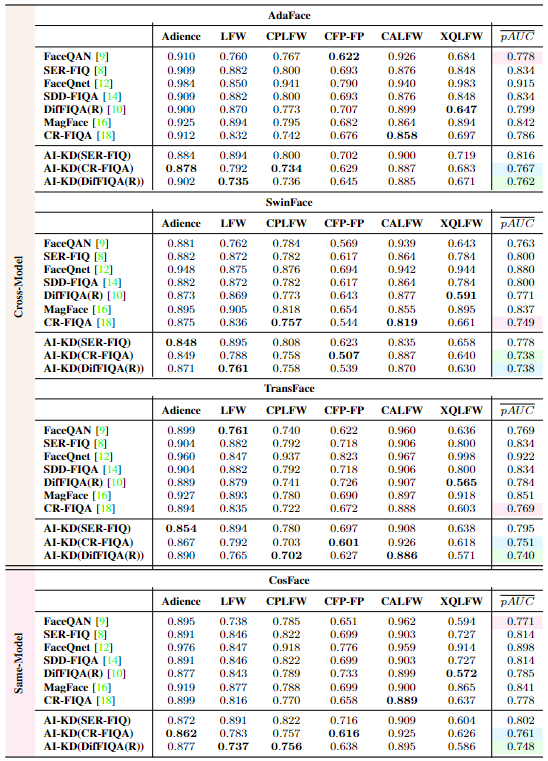 AdaFace
Adience LFW CPLFW CFP-FP CALFW XQLFW pAUC
FaceQAN [9] 0.910 0.760 0.767 0.622 0.926 0.684 0.778
SER-FIQ [8] 0.909 0.882 0.800 0.693 0.876 0.848 0.834
FaceQnet [12] 0.984 0.850 0.941 0.790 0.940 0.983 0.915
SDD-FIQA [14] 0.909 0.882 0.800 0.693 0.876 0.848 0.834
DifFIQA(R) [10] 0.900 0.870 0.773 0.707 0.899 0.647 0.799
MagFace [16] 0.925 0.894 0.795 0.682 0.864 0.894 0.842
CR-FIQA [18] 0.912 0.832 0.742 0.676 0.858 0.697 0.786
AI-KD(SER-FIQ) 0.884 0.894 0.800 0.702 0.900 0.719 0.816
AI-KD(CR-FIQA) 0.878 0.792 0.734 0.629 0.887 0.683 0.767
AI-KD(DifFIQA(R)) 0.902 0.735 0.736 0.645 0.885 0.671 0.762
SwinFace
Adience LFW CPLFW CFP-FP CALFW XQLFW pAUC
FaceQAN [9] 0.881 0.762 0.784 0.569 0.939 0.643 0.763
SER-FIQ [8] 0.882 0.872 0.782 0.617 0.864 0.784 0.800
FaceQnet [12] 0.948 0.875 0.876 0.694 0.942 0.944 0.880
SDD-FIQA [14] 0.882 0.872 0.782 0.617 0.864 0.784 0.800
DifFIQA(R) [10] 0.873 0.869 0.773 0.643 0.877 0.591 0.771
MagFace [16] 0.895 0.905 0.818 0.654 0.855 0.895 0.837
CR-FIQA [18] 0.875 0.836 0.757 0.544 0.819 0.661 0.749
AI-KD(SER-FIQ) 0.848 0.895 0.808 0.623 0.835 0.658 0.778
AI-KD(CR-FIQA) 0.849 0.788 0.758 0.507 0.887 0.640 0.738
AI-KD(DifFIQA(R)) 0.871 0.761 0.758 0.539 0.870 0.630 0.738
Cross-Model
TransFace
Adience LFW CPLFW CFP-FP CALFW XQLFW pAUC
FaceQAN [9] 0.899 0.761 0.740 0.622 0.960 0.636 0.769
SER-FIQ [8] 0.904 0.882 0.792 0.718 0.906 0.800 0.834
FaceQnet [12] 0.960 0.847 0.937 0.823 0.967 0.998 0.922
SDD-FIQA [14] 0.904 0.882 0.792 0.718 0.906 0.800 0.834
DifFIQA(R) [10] 0.889 0.879 0.741 0.726 0.907 0.565 0.784
MagFace [16] 0.927 0.893 0.780 0.690 0.897 0.918 0.851
CR-FIQA [18] 0.894 0.835 0.722 0.672 0.888 0.603 0.769
AI-KD(SER-FIQ) 0.854 0.894 0.780 0.697 0.908 0.638 0.795
AI-KD(CR-FIQA) 0.867 0.792 0.703 0.601 0.926 0.618 0.751
AI-KD(DifFIQA(R)) 0.890 0.765 0.702 0.627 0.886 0.571 0.740
Same-Model
CosFace
Adience LFW CPLFW CFP-FP CALFW XQLFW pAUC
FaceQAN [9] 0.895 0.738 0.785 0.651 0.962 0.594 0.771
SER-FIQ [8] 0.891 0.846 0.822 0.699 0.903 0.727 0.814
FaceQnet [12] 0.976 0.847 0.918 0.776 0.959 0.914 0.898
SDD-FIQA [14] 0.891 0.846 0.822 0.699 0.903 0.727 0.814
DifFIQA(R) [10] 0.877 0.843 0.789 0.733 0.899 0.572 0.785
MagFace [16] 0.919 0.877 0.788 0.699 0.900 0.865 0.841
CR-FIQA [18] 0.899 0.816 0.770 0.658 0.889 0.637 0.778
AI-KD(SER-FIQ) 0.872 0.891 0.822 0.716 0.909 0.604 0.802
AI-KD(CR-FIQA) 0.862 0.783 0.757 0.616 0.925 0.626 0.761
AI-KD(DifFIQA(R)) 0.877 0.737 0.756 0.638 0.895 0.586 0.748